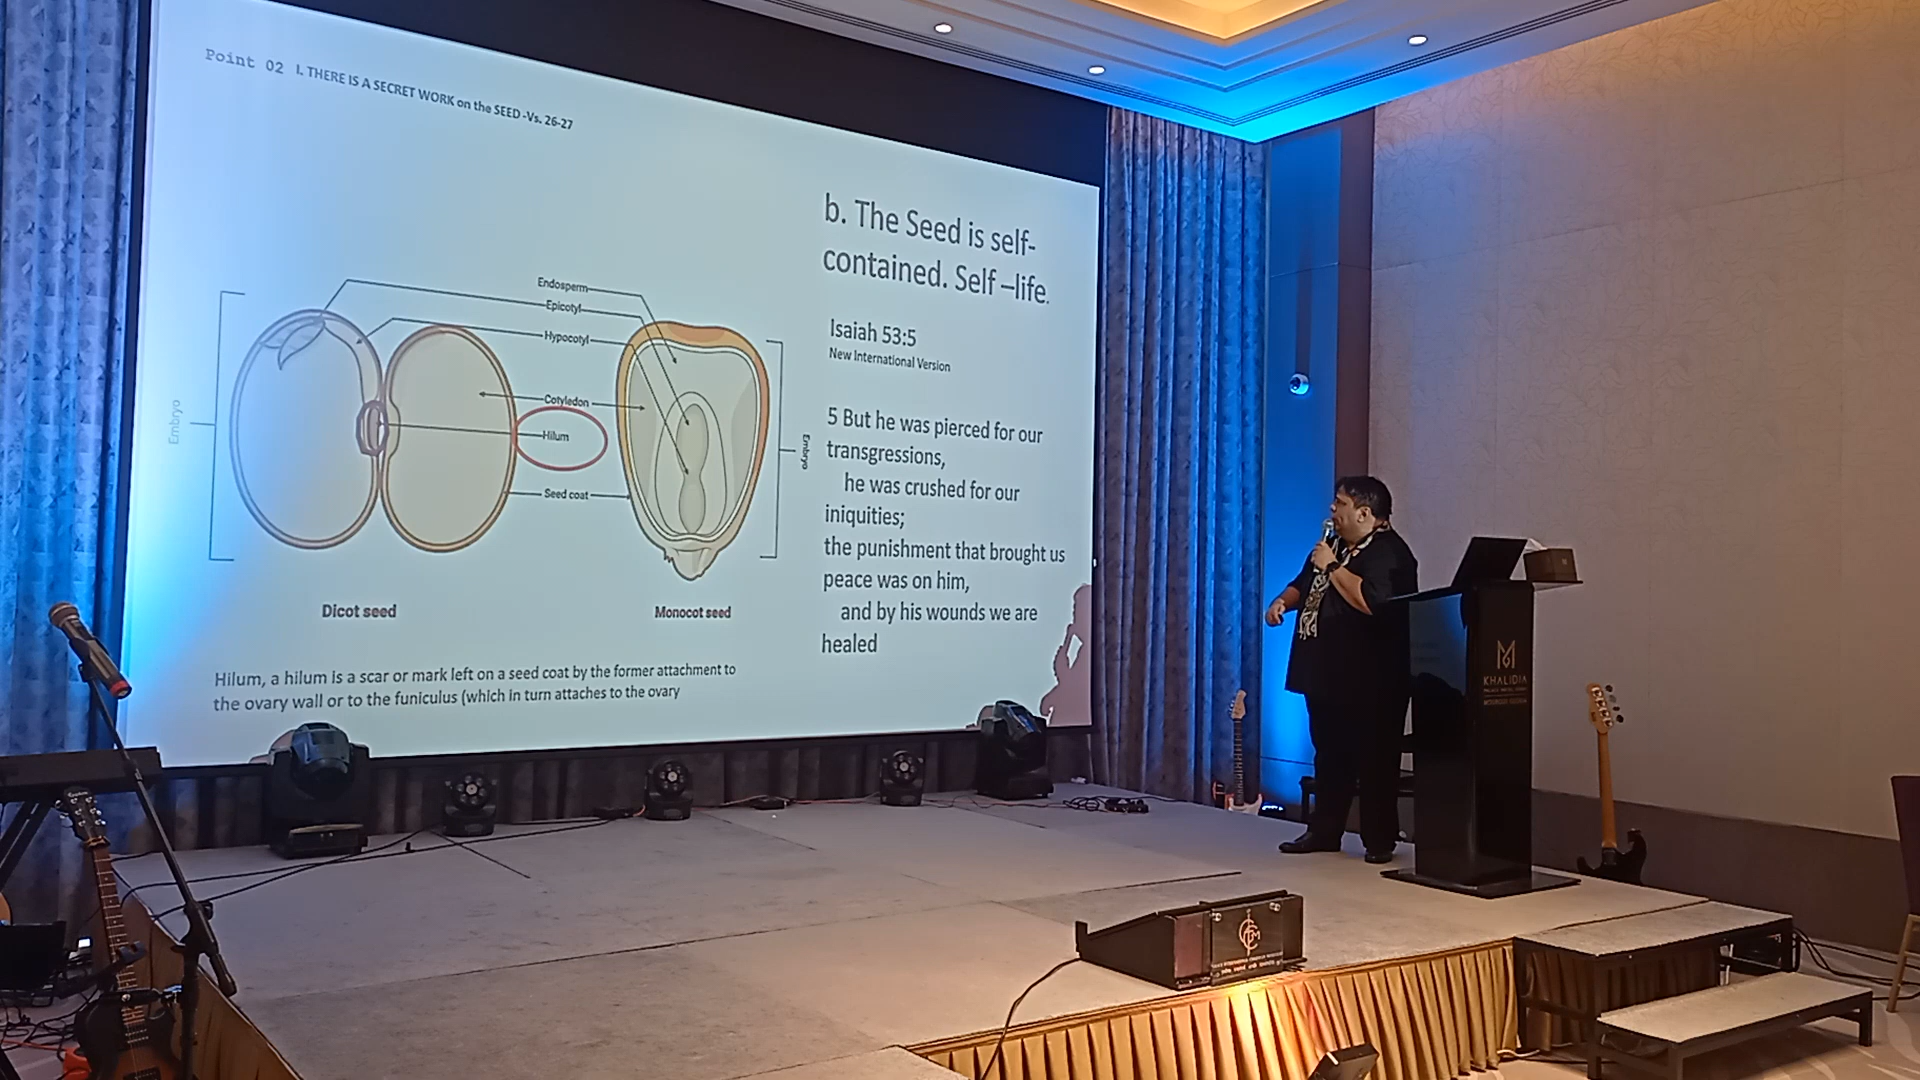 Point 02 I. THERE IS A SECRET WORK on the SEED -Vs. 26-27
b. The Seed is self-
contained. Self –life.
Isaiah 53:5
New International Version
5 But he was pierced for our
transgressions,
he was crushed for our
iniquities;
the punishment that brought us
peace was on him,
and by his wounds we are
healed
Endosperm
Epicotyl
Hypocotyl
Cotyledon
Hilum
Seed coat
Embryo
Embryo
Dicot seed
Monocot seed
Hilum, a hilum is a scar or mark left on a seed coat by the former attachment to
the ovary wall or to the funiculus (which in turn attaches to the ovary
KHALIDIA